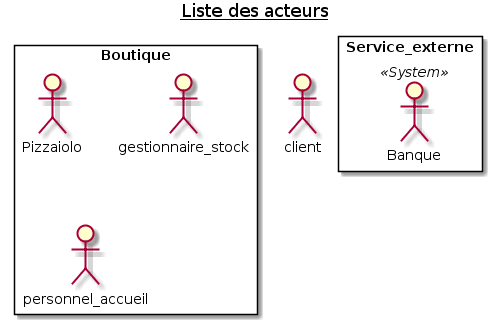 Liste des acteurs
Boutique
Pizzaiolo
gestionnaire_stock
personnel_accueil
client
Service_externe
«System»
Banque